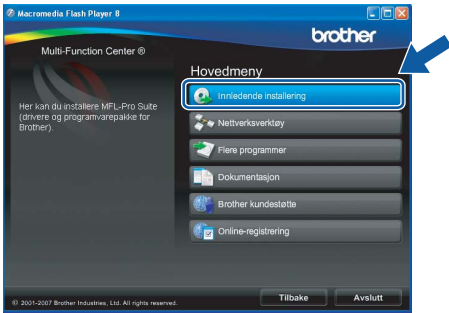 Macromedia Flash Player 8
brother
Multi-Function Center ®
Hovedmeny
Her kan du installere MFL-Pro Suite
(drivere og programvarepakke for
Brother).
Innledende installering
Nettverksverktøy
Flere programmer
Dokumentasjon
Brother kundestøtte
Online-registrering
© 2001-2007 Brother Industries, Ltd. All rights reserved.
Tilbake
Avslutt